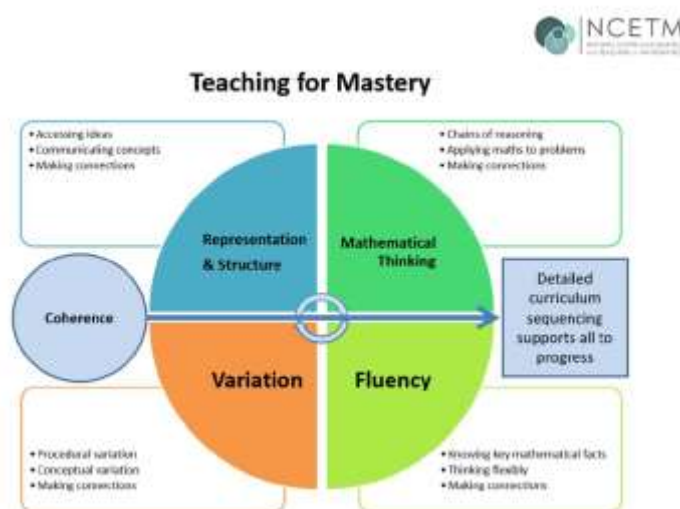 NCETM
Teaching for Mastery
• Accessing ideas
• Communicating concepts
• Making connections
• Chains of reasoning
• Applying maths to problems
• Making connections
Representation
& Structure
Mathematical
Thinking
Coherence
Detailed
curriculum
sequencing
supports all to
progress
Variation
Fluency
• Procedural variation
• Conceptual variation
• Making connections
• Knowing key mathematical facts
• Thinking flexibly
• Making connections